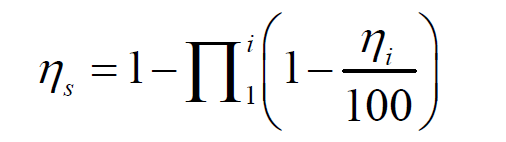 η_s = 1 − ∏_1^i (1 − η_i/100)